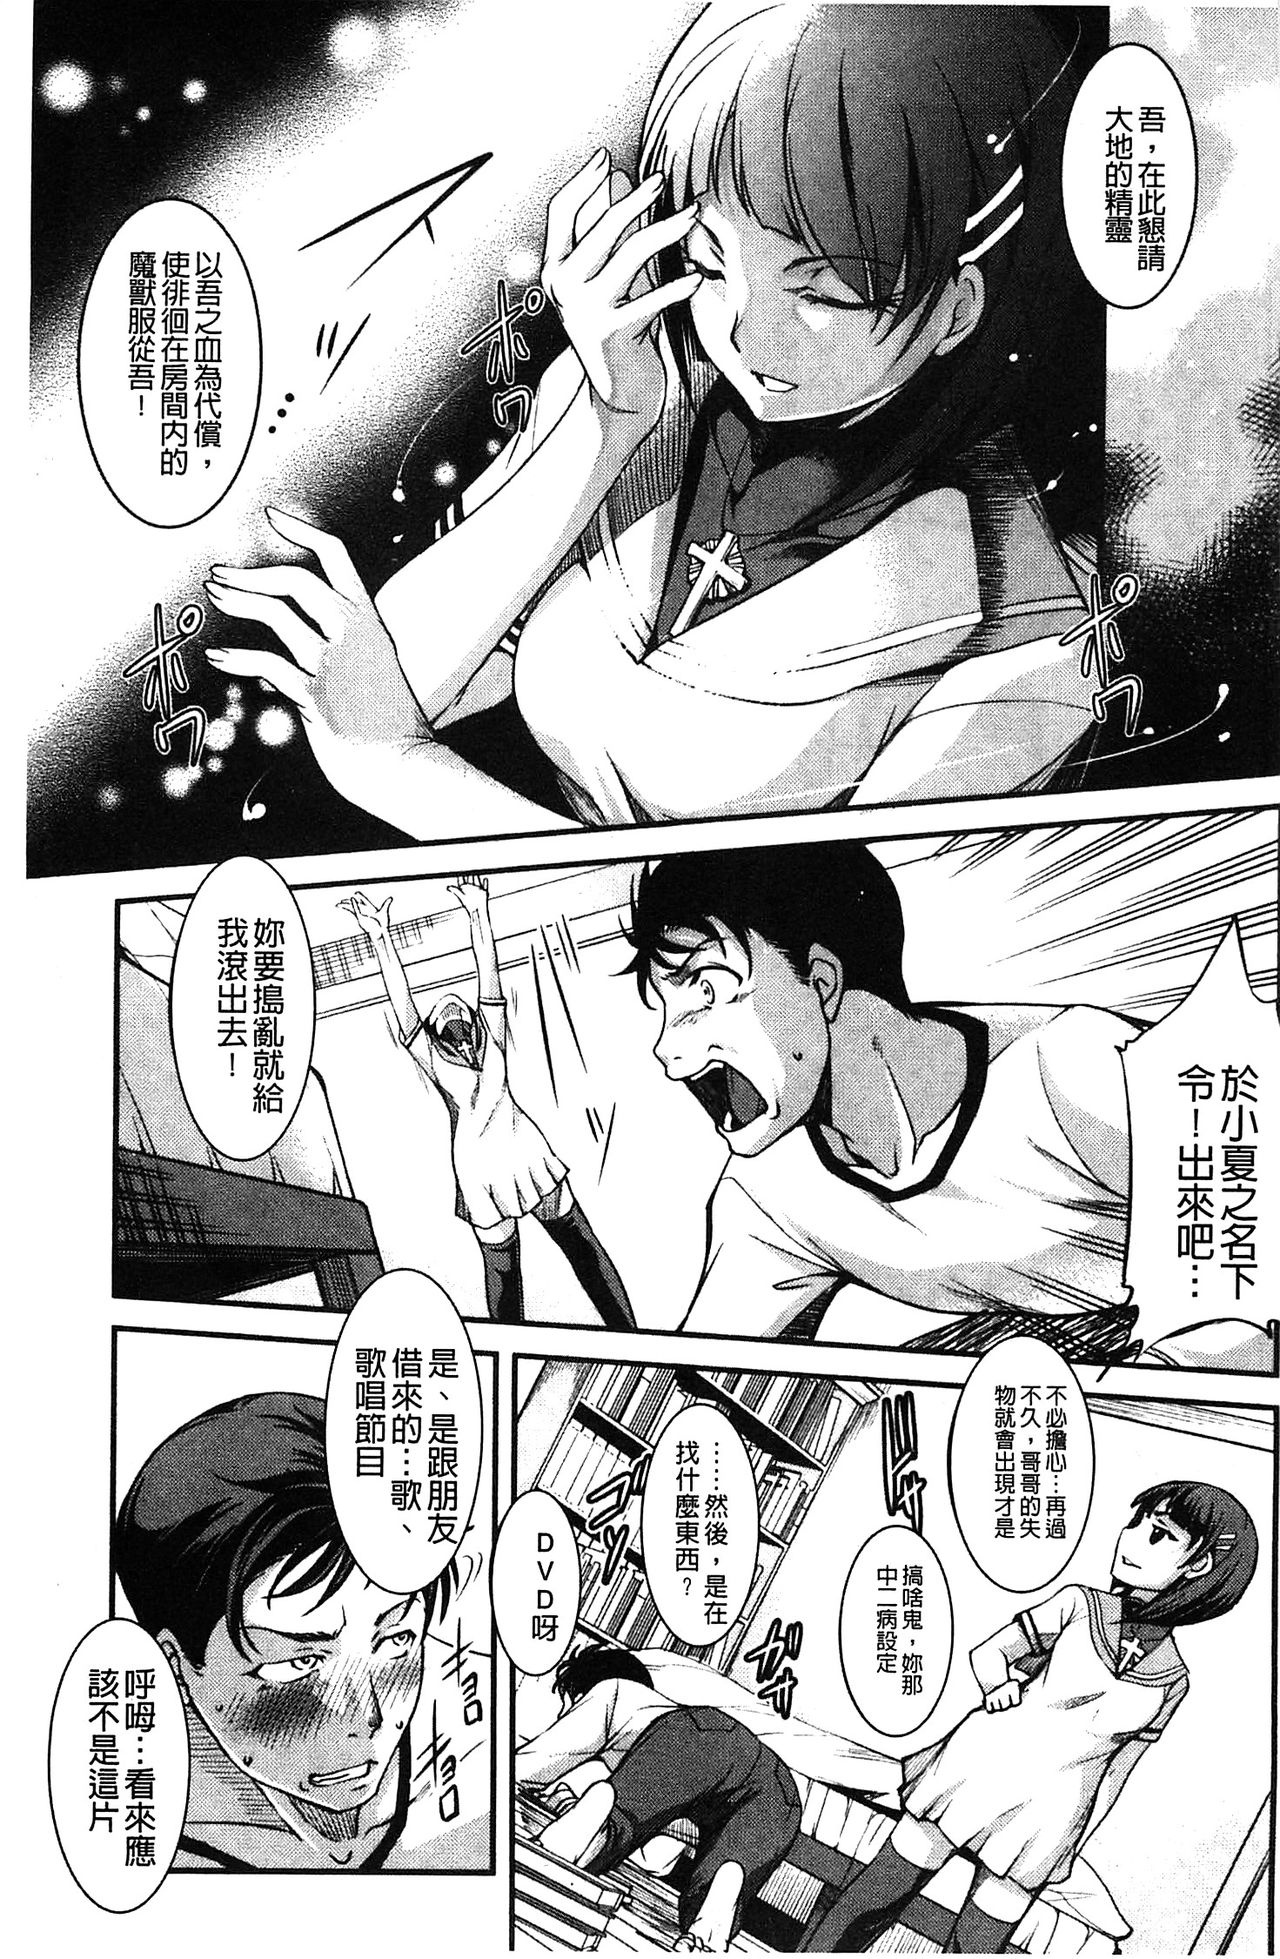 吾，在此懇請
大地的精靈
ポ
ワ
以吾之血為代償，
使徘徊在房間內的
魔獸服從吾！
ポ
ワ
ポ
ワ
於小夏之名下
令！出來吧…
妳要搗亂就給
我滾出去！
不必擔心…再過
不久，哥哥的失
物就會出現才是
搞啥鬼，妳那
中二病設定
……然後，是在
找什麼東西？
DVD呀
是、是跟朋友
借來的…歌、
歌唱節目
呼呣…看來應
該不是這片